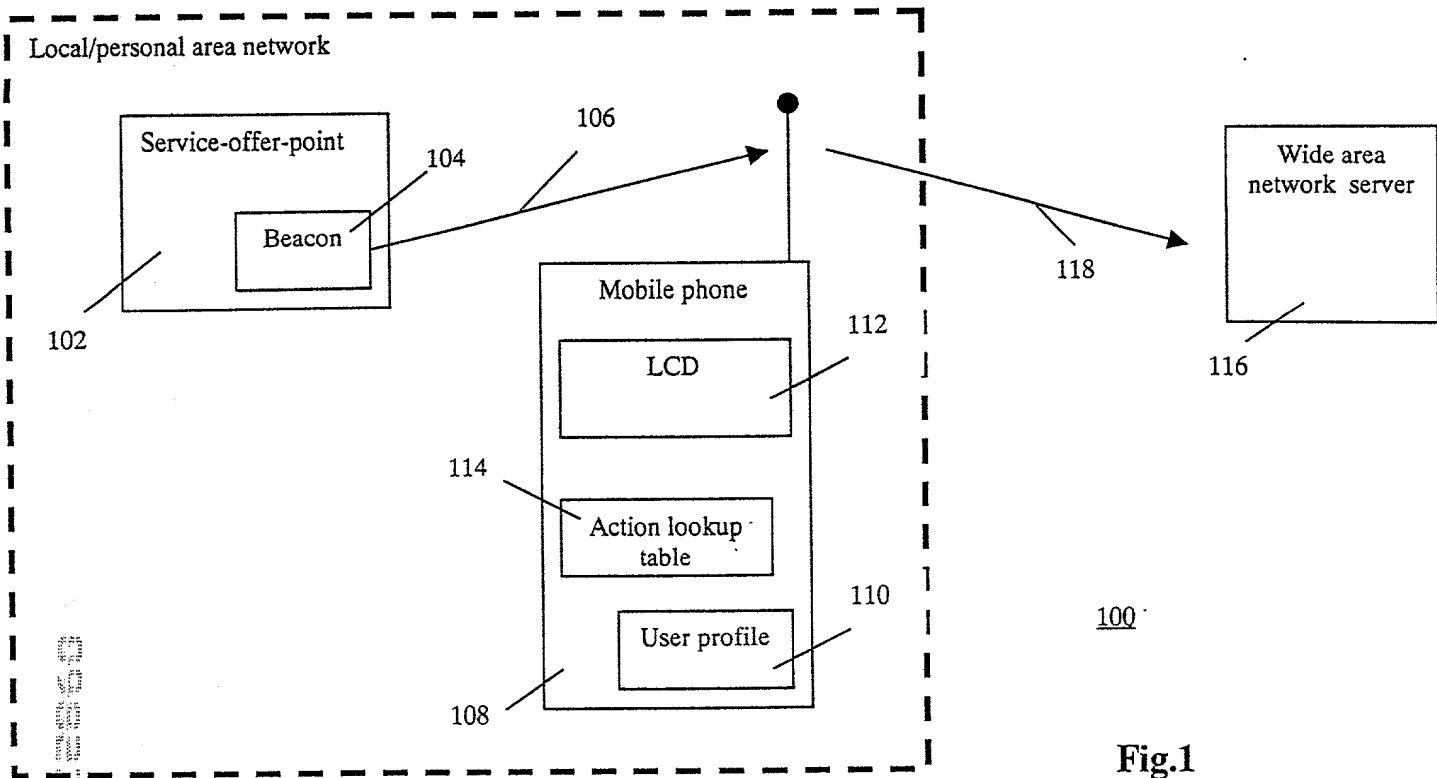 Local/personal area network
106
Service-offer-point
104
Beacon
102
Wide area
network server
118
116
Mobile phone
LCD
112
114
Action lookup
table
110
User profile
108
100
Fig.1